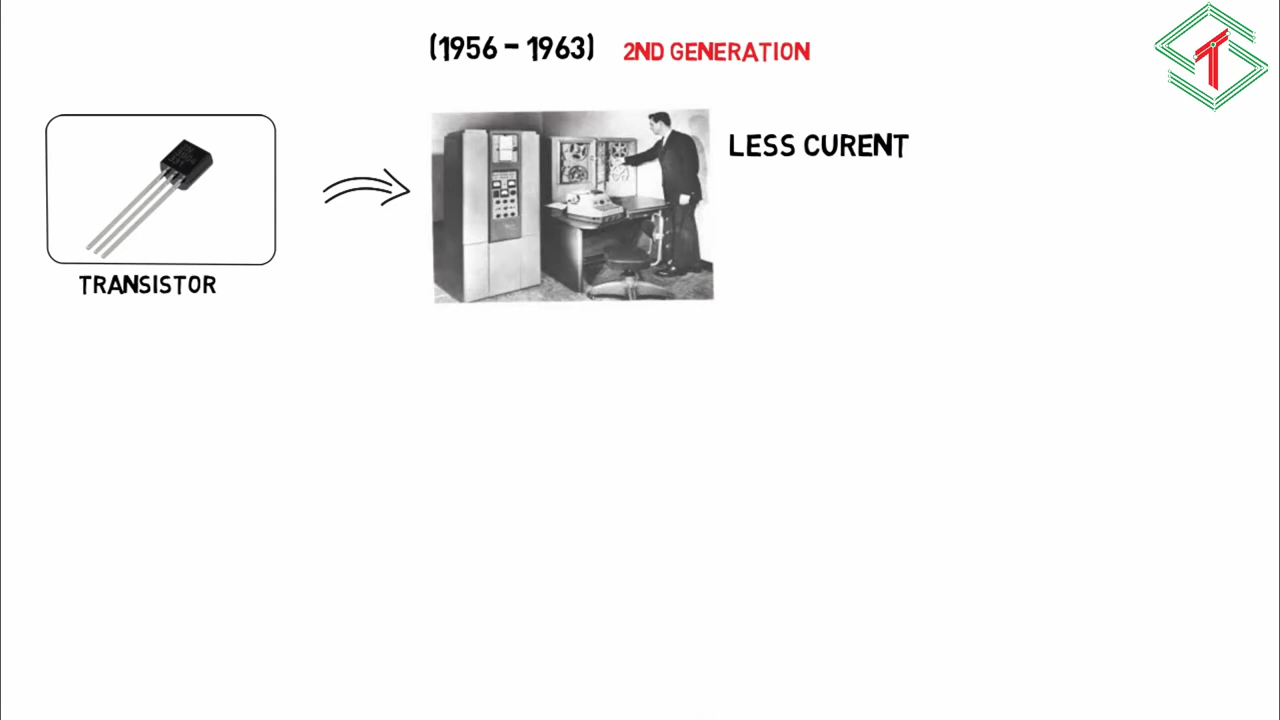 (1956 – 1963) 2ND GENERATION
LESS CURENT
TRANSISTOR